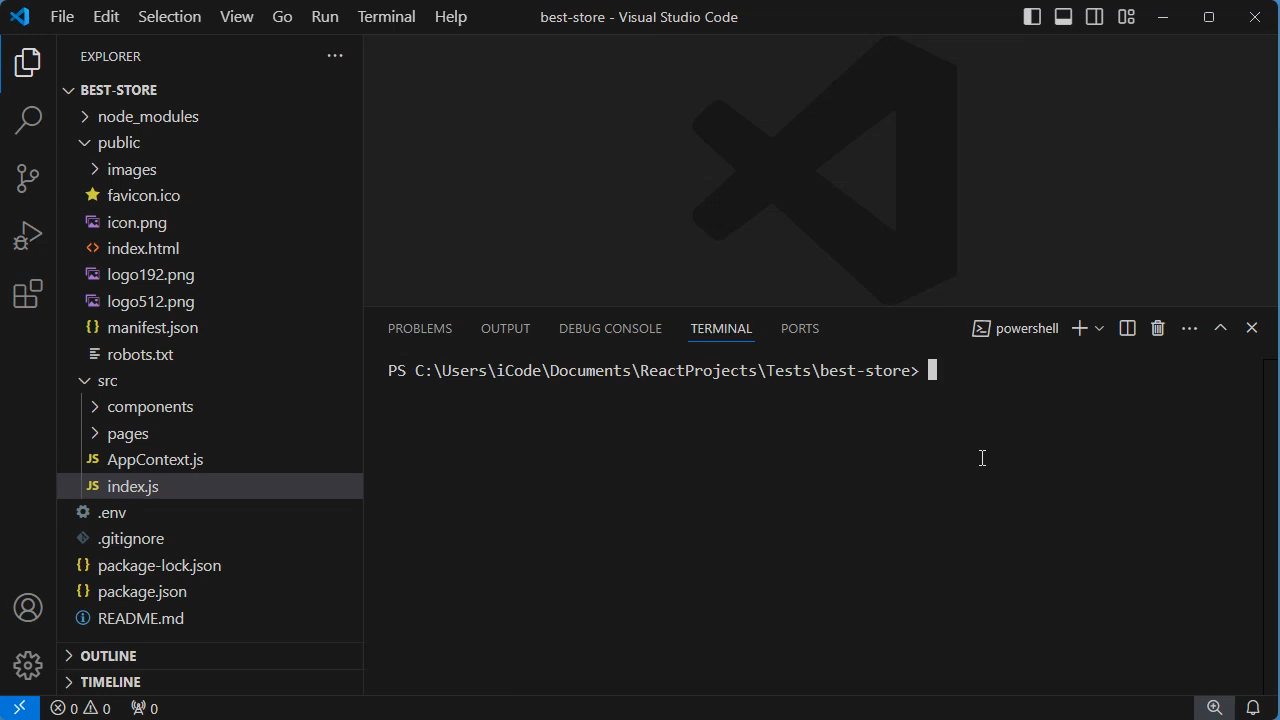 File Edit Selection View Go Run Terminal Help best-store - Visual Studio Code
EXPLORER
BEST-STORE
node_modules
public
images
favicon.ico
icon.png
index.html
logo192.png
logo512.png
manifest.json
robots.txt
src
components
pages
JS AppContext.js
JS index.js
.env
.gitignore
{} package-lock.json
{} package.json
README.md
OUTLINE
TIMELINE
PROBLEMS OUTPUT DEBUG CONSOLE TERMINAL PORTS powershell
PS C:\Users\iCode\Documents\ReactProjects\Tests\best-store>
0 0 0